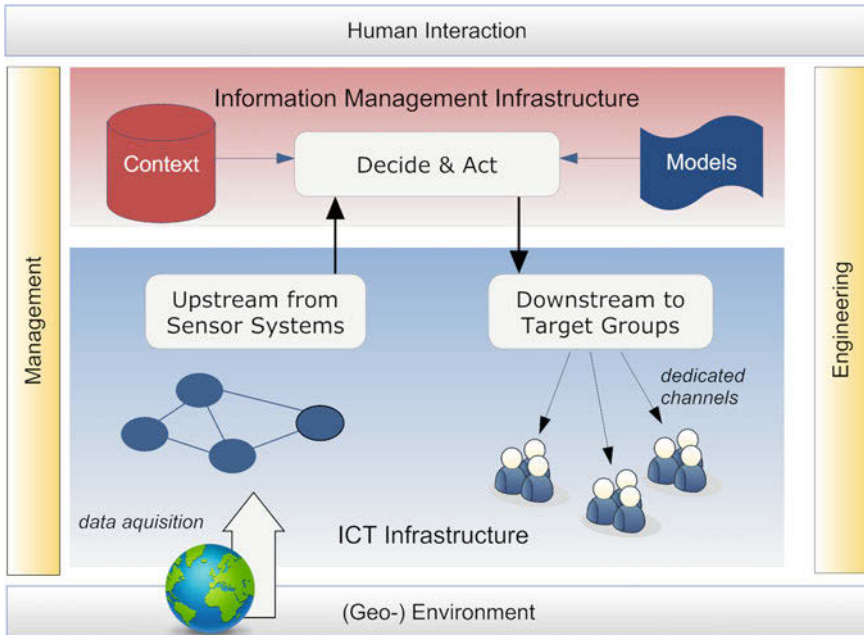 Human Interaction
Information Management Infrastructure
Context
Decide & Act
Models
Management
Engineering
Upstream from
Sensor Systems
Downstream to
Target Groups
dedicated
channels
data aquisition
ICT Infrastructure
(Geo-) Environment